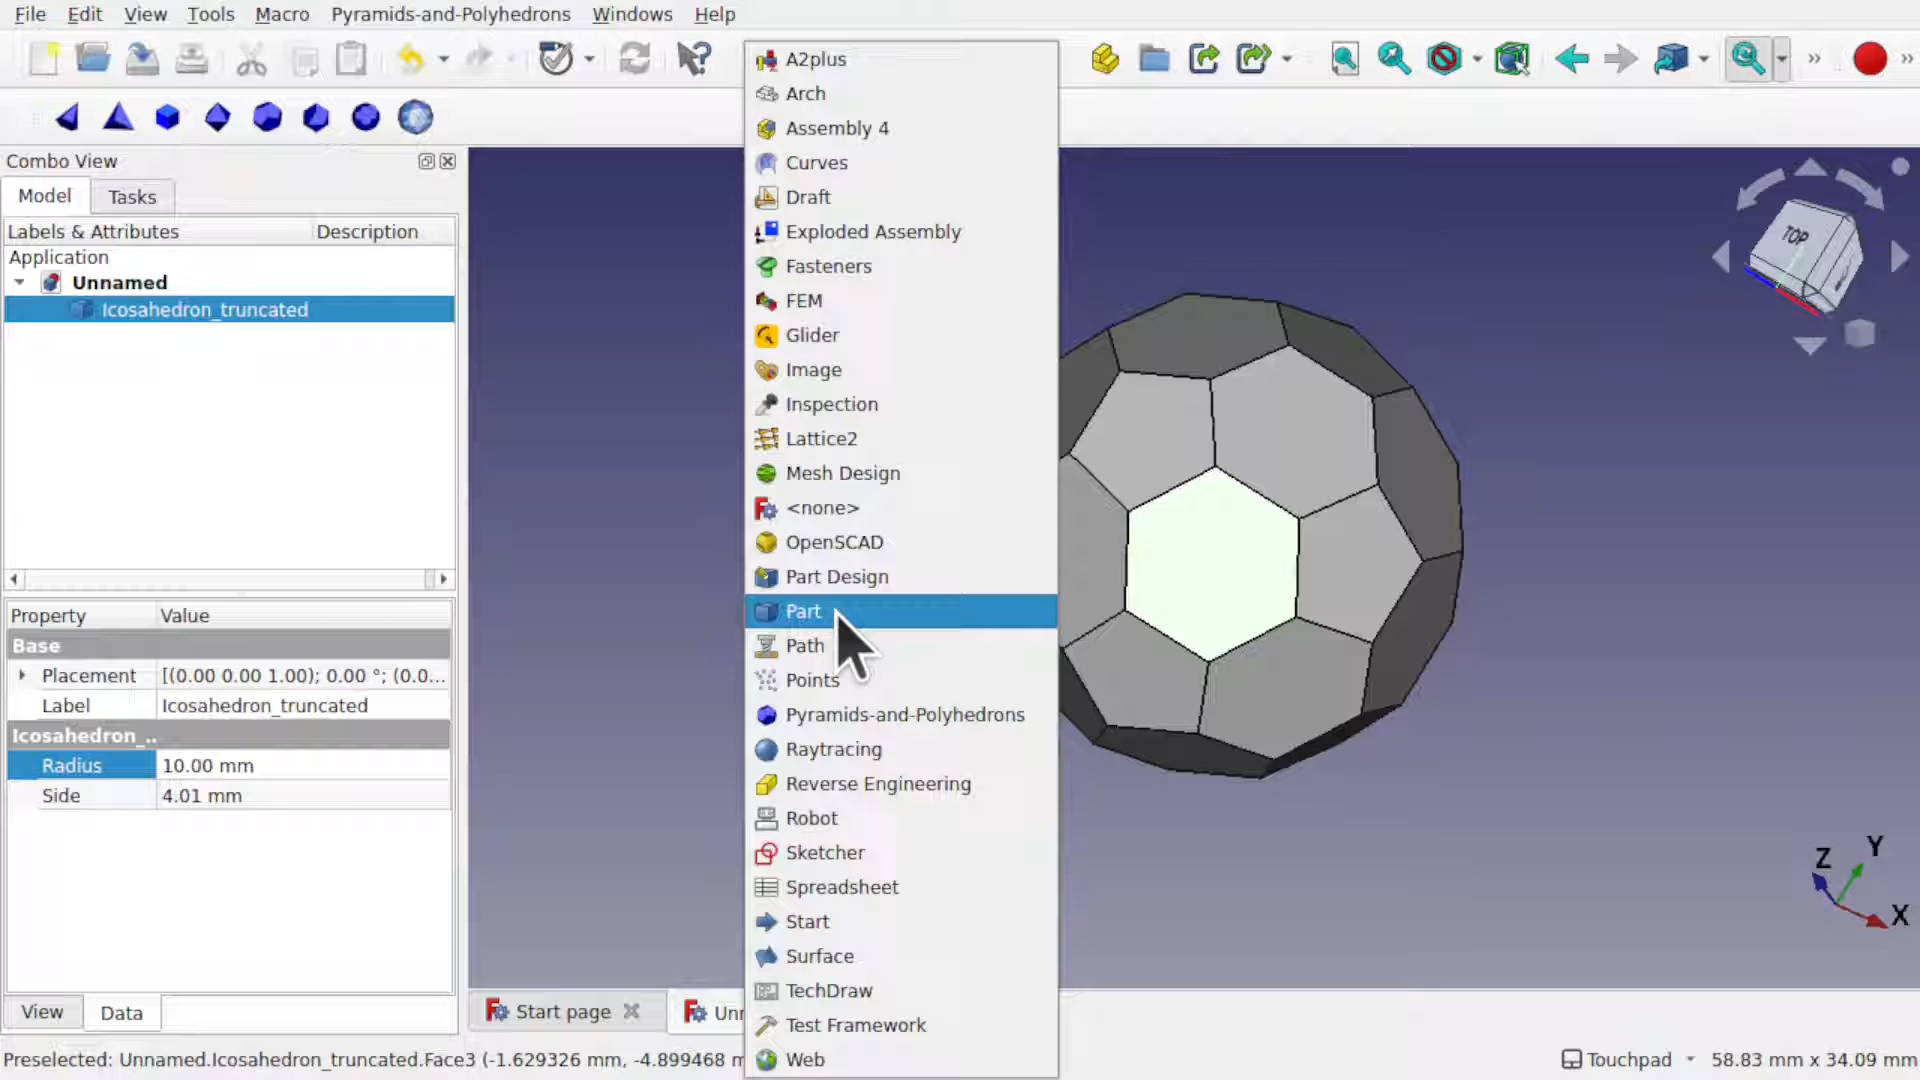 File Edit View Tools Macro Pyramids-and-Polyhedrons Windows Help
Combo View
Model Tasks
Labels & Attributes Description
Application
Unnamed
Icosahedron_truncated
Property Value
Base
Placement [(0.00 0.00 1.00); 0.00 °; (0.0...
Label Icosahedron_truncated
Icosahedron_..
Radius 10.00 mm
Side 4.01 mm
View Data
A2plus
Arch
Assembly 4
Curves
Draft
Exploded Assembly
Fasteners
FEM
Glider
Image
Inspection
Lattice2
Mesh Design
<none>
OpenSCAD
Part Design
Part
Path
Points
Pyramids-and-Polyhedrons
Raytracing
Reverse Engineering
Robot
Sketcher
Spreadsheet
Start
Surface
TechDraw
Test Framework
Web
TOP
Z Y
X
Start page
Preselected: Unnamed.Icosahedron_truncated.Face3 (-1.629326 mm, -4.899468 m
Touchpad 58.83 mm x 34.09 mm